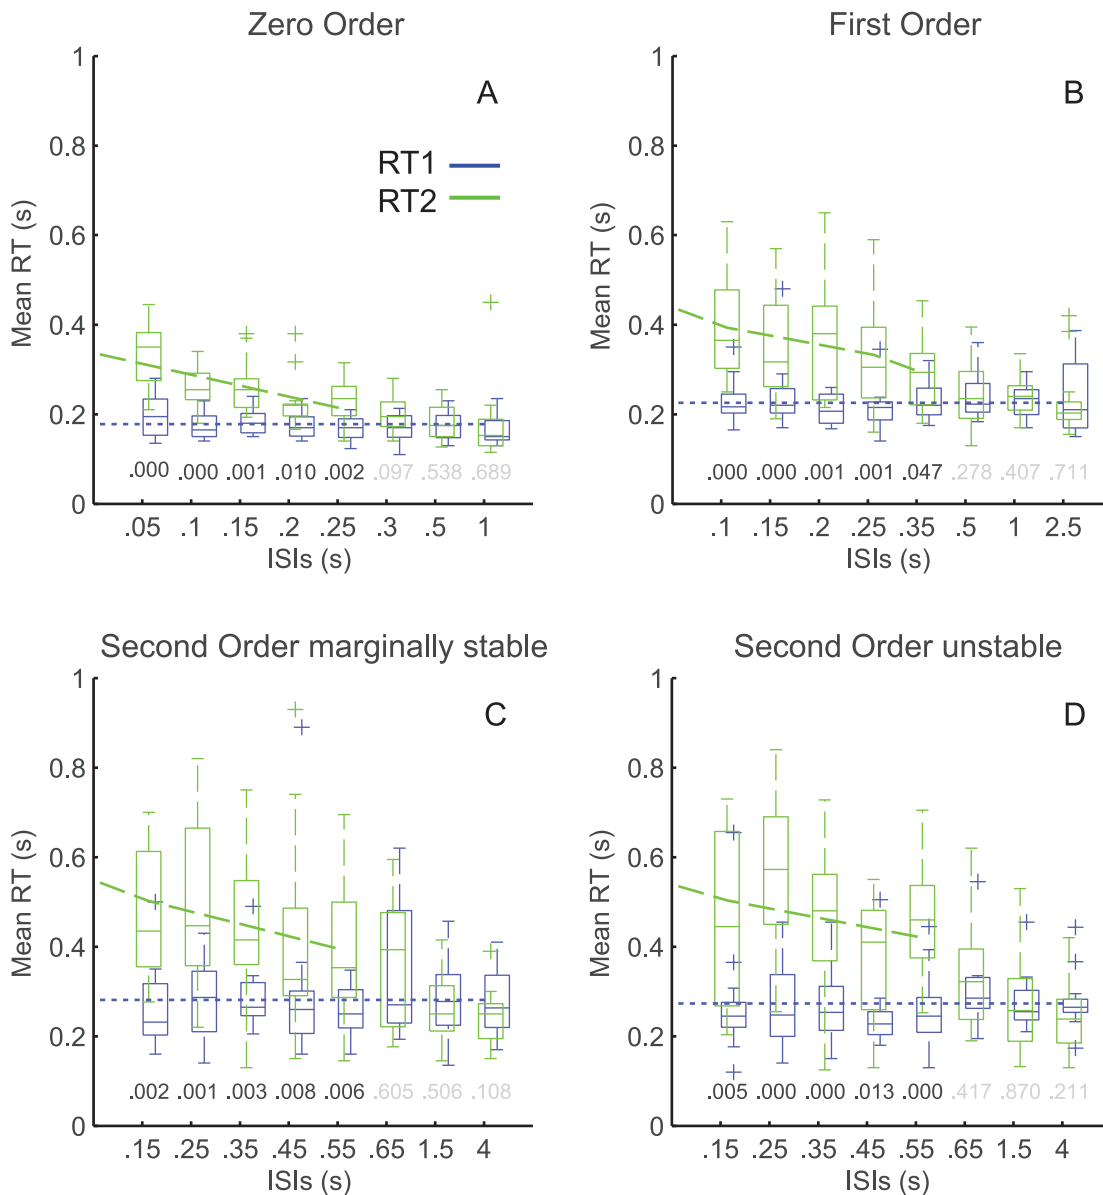 Zero Order
1
0.8
0.6
0.4
0.2
0
Mean RT (s)
A
RT1
RT2
.000 .000 .001 .010 .002 .097 .538 .689
.05 .1 .15 .2 .25 .3 .5 1
ISIs (s)
First Order
1
0.8
0.6
0.4
0.2
0
Mean RT (s)
B
.000 .000 .001 .001 .047 .278 .407 .711
.1 .15 .2 .25 .35 .5 1 2.5
ISIs (s)
Second Order marginally stable
1
0.8
0.6
0.4
0.2
0
Mean RT (s)
C
.002 .001 .003 .008 .006 .605 .506 .108
.15 .25 .35 .45 .55 .65 1.5 4
ISIs (s)
Second Order unstable
1
0.8
0.6
0.4
0.2
0
Mean RT (s)
D
.005 .000 .000 .013 .000 .417 .870 .211
.15 .25 .35 .45 .55 .65 1.5 4
ISIs (s)